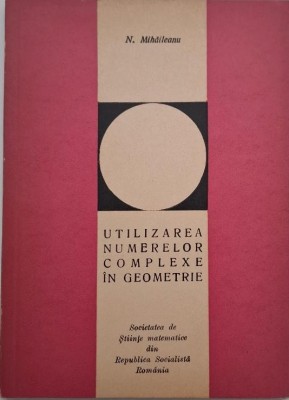 N. Mihăileanu
UTILIZAREA
NUMERELOR
COMPLEXE
ÎN GEOMETRIE
Societatea de
Științe matematice
din
Republica Socialistă
România